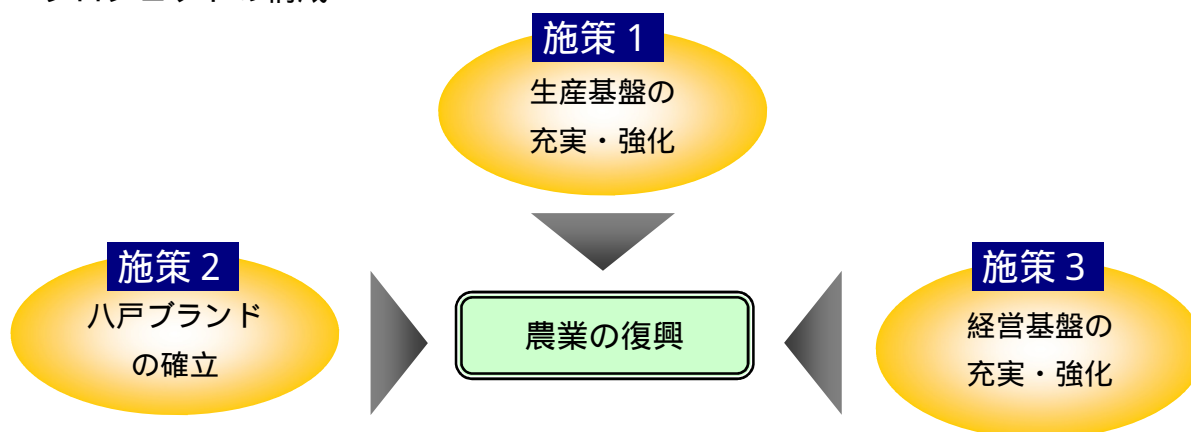 施策 1
生産基盤の
充実・強化
施策 2
八戸ブランド
の確立
農業の復興
施策 3
経営基盤の
充実・強化